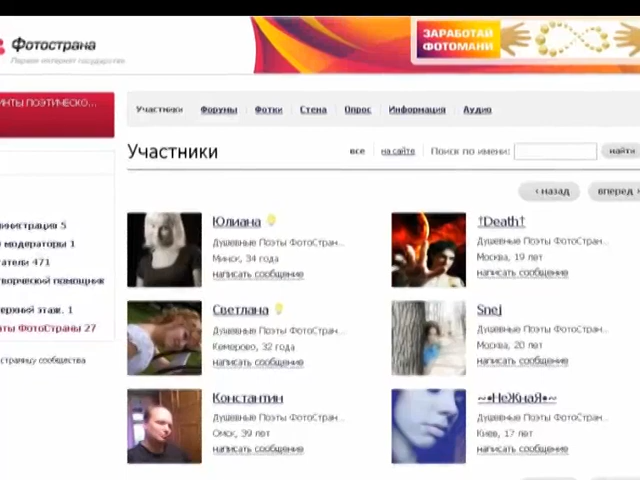 Фотострана
Первое интернет государство
ЗАРАБОТАЙ
ФОТОМАНИ
ИНТЫ ПОЭТИЧЕСКО...
Участники Форумы Фотки Стена Опрос Информация Аудио
Участники
все на сайте Поиск по имени: найти
‹ назад вперед ›
Юлиана
Душевные Поэты ФотоСтран...
Минск, 34 года
написать сообщение
†Death†
Душевные Поэты ФотоСтран...
Москва, 19 лет
написать сообщение
Светлана
Душевные Поэты ФотоСтран...
Кемерово, 32 года
написать сообщение
Snej
Душевные Поэты ФотоСтран...
Москва, 20 лет
написать сообщение
Константин
Душевные Поэты ФотоСтран...
Омск, 39 лет
написать сообщение
~•НеЖнаЯ•~
Душевные Поэты ФотоСтран...
Киев, 17 лет
написать сообщение
нистрация 5
модераторы 1
атели 471
творческий помощник
ерхний этаж. 1
ты ФотоСтраны 27
страницу сообщества